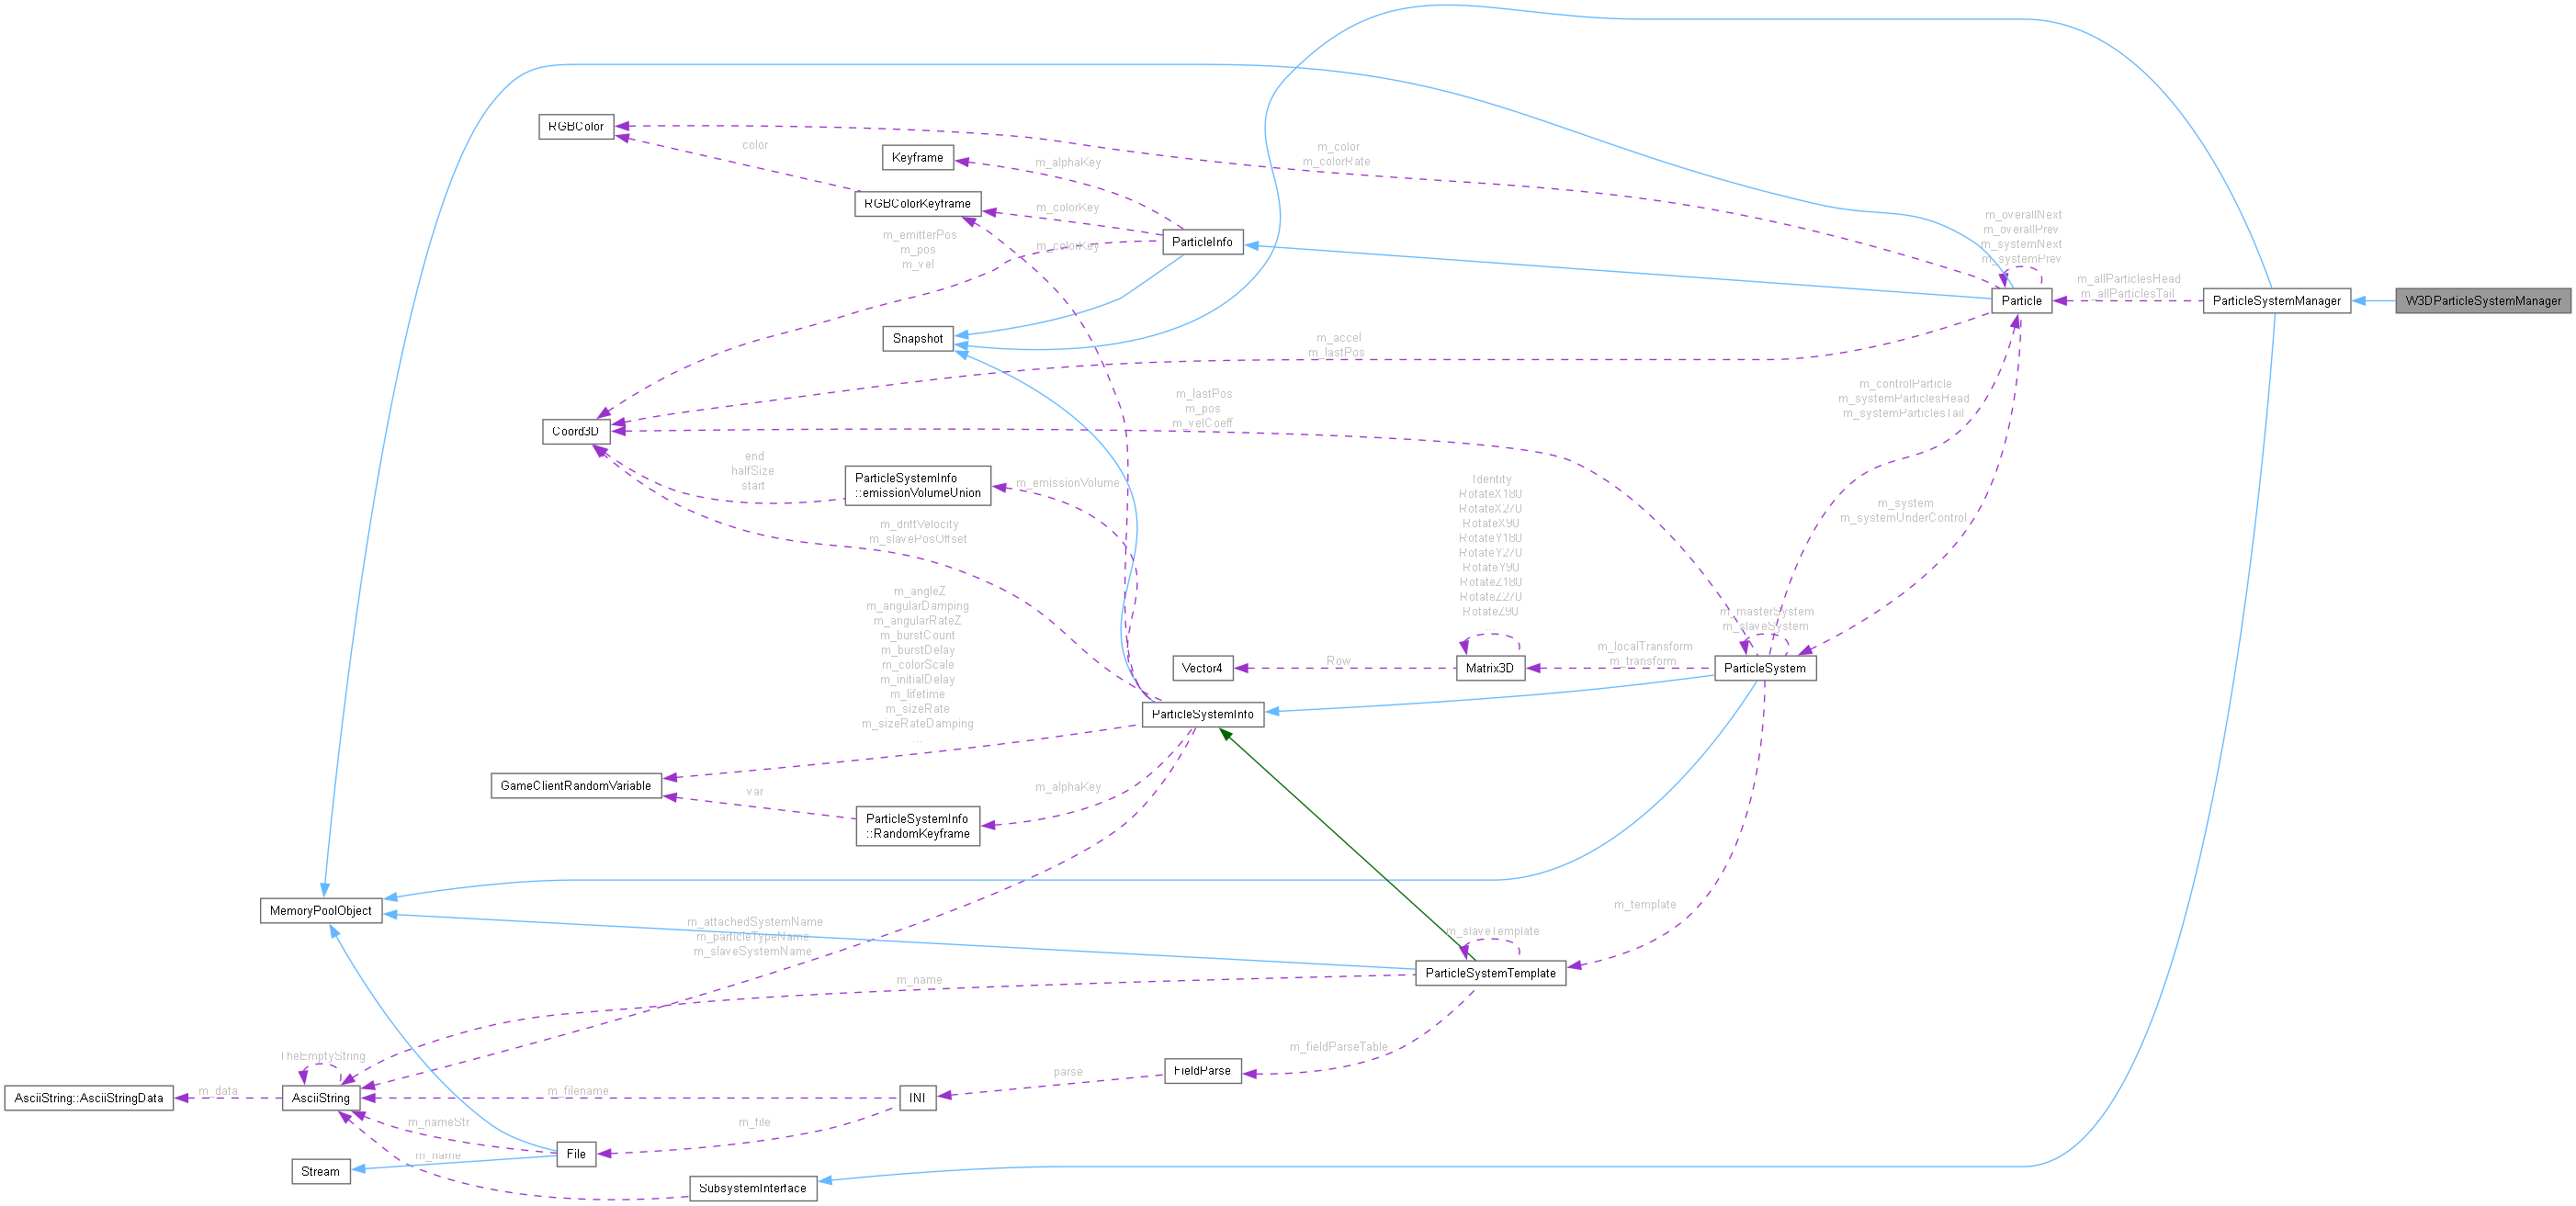 RGBColor
color
Keyframe
m_alphaKey
RGBColorKeyframe
m_colorKey
m_color
m_colorRate
m_emitterPos
m_pos
m_vel
m_colorKey
ParticleInfo
m_overallNext
m_overallPrev
m_systemNext
m_systemPrev
Particle
m_allParticlesHead
m_allParticlesTail
ParticleSystemManager
W3DParticleSystemManager
Snapshot
m_accel
m_lastPos
m_controlParticle
m_systemParticlesHead
m_systemParticlesTail
m_lastPos
m_pos
m_velCoeff
Coord3D
end
halfSize
start
ParticleSystemInfo
::emissionVolumeUnion
m_emissionVolume
Identity
RotateX180
RotateX270
RotateX90
RotateY180
RotateY270
RotateY90
RotateZ180
RotateZ270
RotateZ90
...
m_system
m_systemUnderControl
m_driftVelocity
m_slavePosOffset
m_angleZ
m_angularDamping
m_angularRateZ
m_burstCount
m_burstDelay
m_colorScale
m_initialDelay
m_lifetime
m_sizeRate
m_sizeRateDamping
...
m_masterSystem
m_slaveSystem
Vector4
Row
Matrix3D
m_localTransform
m_transform
ParticleSystem
ParticleSystemInfo
GameClientRandomVariable
var
ParticleSystemInfo
::RandomKeyframe
m_alphaKey
MemoryPoolObject
m_attachedSystemName
m_particleTypeName
m_slaveSystemName
m_template
m_slaveTemplate
ParticleSystemTemplate
m_name
m_fieldParseTable
FieldParse
parse
TheEmptyString
AsciiString::AsciiStringData
m_data
AsciiString
m_filename
INI
m_nameStr
m_file
File
m_name
Stream
SubsystemInterface